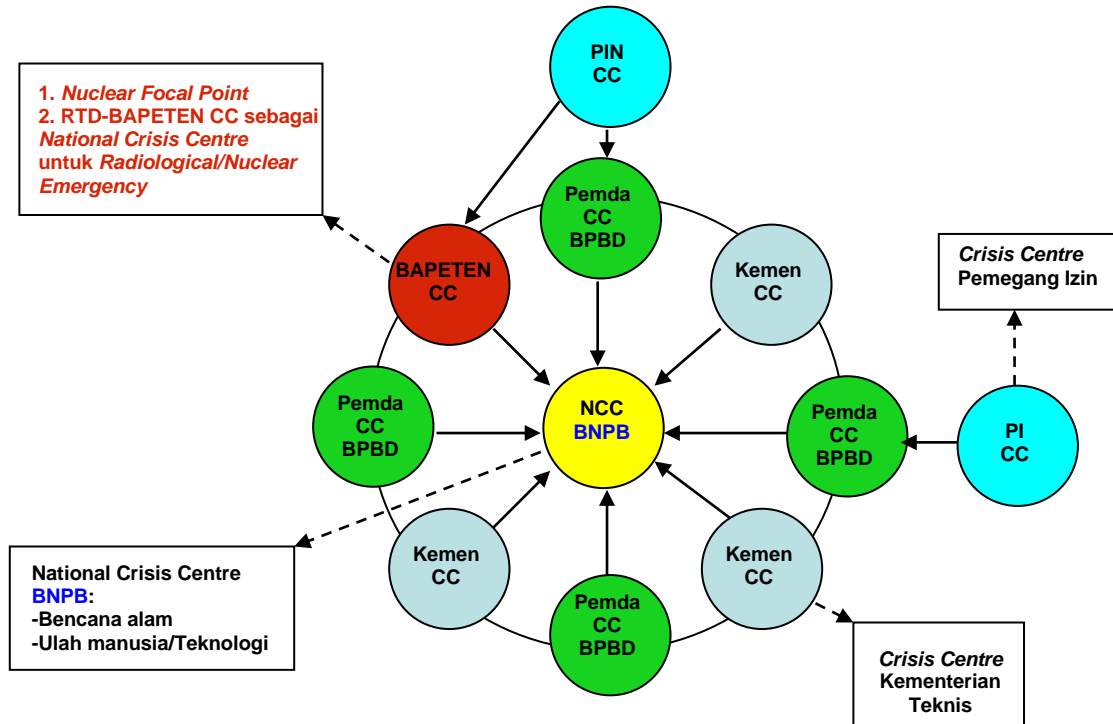 PIN
CC
1. Nuclear Focal Point
2. RTD-BAPETEN CC sebagai
National Crisis Centre
untuk Radiological/Nuclear
Emergency
Pemda
CC
BPBD
BAPETEN
CC
Kemen
CC
Crisis Centre
Pemegang Izin
Pemda
CC
BPBD
NCC
BNPB
Pemda
CC
BPBD
PI
CC
Kemen
CC
Kemen
CC
National Crisis Centre
BNPB:
-Bencana alam
-Ulah manusia/Teknologi
Pemda
CC
BPBD
Crisis Centre
Kementerian
Teknis